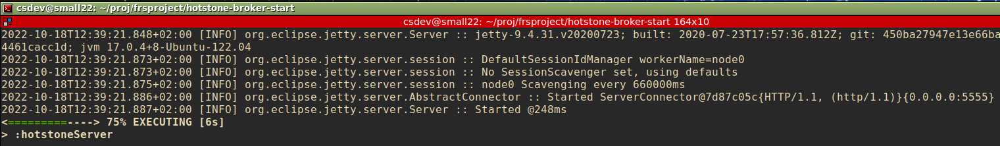 csdev@small22: ~/proj/frsproject/hotstone-broker-start
csdev@small22: ~/proj/frsproject/hotstone-broker-start 164x10
2022-10-18T12:39:21.848+02:00 [INFO] org.eclipse.jetty.server.Server :: jetty-9.4.31.v20200723; built: 2020-07-23T17:57:36.812Z; git: 450ba27947e13e66ba
4461cacc1d; jvm 17.0.4+8-Ubuntu-122.04
2022-10-18T12:39:21.873+02:00 [INFO] org.eclipse.jetty.server.session :: DefaultSessionIdManager workerName=node0
2022-10-18T12:39:21.873+02:00 [INFO] org.eclipse.jetty.server.session :: No SessionScavenger set, using defaults
2022-10-18T12:39:21.875+02:00 [INFO] org.eclipse.jetty.server.session :: node0 Scavenging every 660000ms
2022-10-18T12:39:21.886+02:00 [INFO] org.eclipse.jetty.server.AbstractConnector :: Started ServerConnector@7d87c05c{HTTP/1.1, (http/1.1)}{0.0.0.0:5555}
2022-10-18T12:39:21.887+02:00 [INFO] org.eclipse.jetty.server.Server :: Started @248ms
<=========----> 75% EXECUTING [6s]
> :hotstoneServer